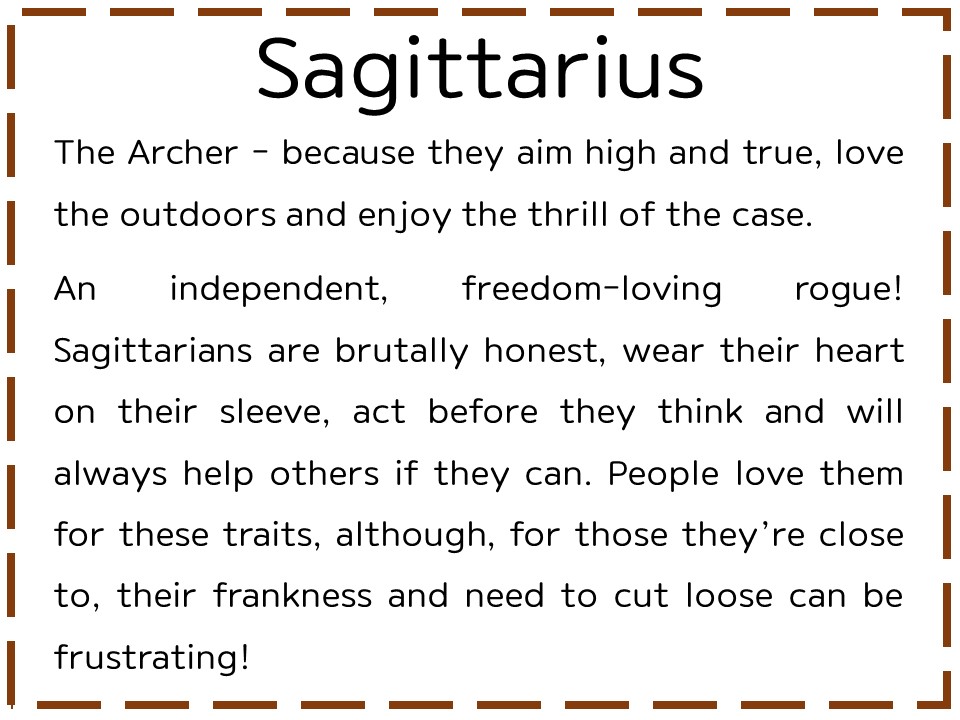 Sagittarius
The Archer - because they aim high and true, love
the outdoors and enjoy the thrill of the case.
An independent, freedom-loving rogue!
Sagittarians are brutally honest, wear their heart
on their sleeve, act before they think and will
always help others if they can. People love them
for these traits, although, for those they’re close
to, their frankness and need to cut loose can be
frustrating!